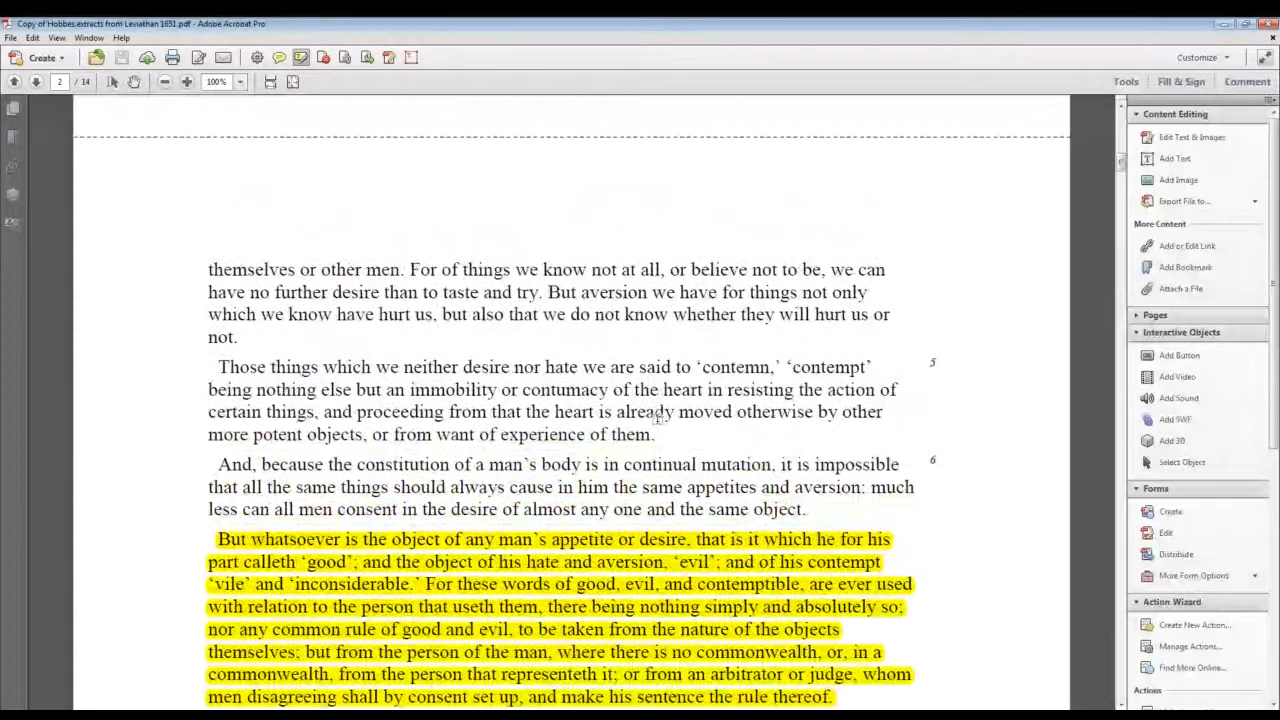 Copy of Hobbes.extracts from Leviathan 1651.pdf - Adobe Acrobat Pro
File Edit View Window Help
Create Customize
2 / 14 100% Tools Fill & Sign Comment
themselves or other men. For of things we know not at all, or believe not to be, we can
have no further desire than to taste and try. But aversion we have for things not only
which we know have hurt us, but also that we do not know whether they will hurt us or
not.
Those things which we neither desire nor hate we are said to ‘contemn,’ ‘contempt’ 5
being nothing else but an immobility or contumacy of the heart in resisting the action of
certain things, and proceeding from that the heart is already moved otherwise by other
more potent objects, or from want of experience of them.
And, because the constitution of a man`s body is in continual mutation, it is impossible 6
that all the same things should always cause in him the same appetites and aversion: much
less can all men consent in the desire of almost any one and the same object.
But whatsoever is the object of any man`s appetite or desire, that is it which he for his
part calleth ‘good’; and the object of his hate and aversion, ‘evil’; and of his contempt
‘vile’ and ‘inconsiderable.’ For these words of good, evil, and contemptible, are ever used
with relation to the person that useth them, there being nothing simply and absolutely so;
nor any common rule of good and evil, to be taken from the nature of the objects
themselves; but from the person of the man, where there is no commonwealth, or, in a
commonwealth, from the person that representeth it; or from an arbitrator or judge, whom
men disagreeing shall by consent set up, and make his sentence the rule thereof.
Content Editing
Edit Text & Images
Add Text
Add Image
Export File to...
More Content
Add or Edit Link
Add Bookmark
Attach a File
Pages
Interactive Objects
Add Button
Add Video
Add Sound
Add SWF
Add 3D
Select Object
Forms
Create
Edit
Distribute
More Form Options
Action Wizard
Create New Action...
Manage Actions...
Find More Online...
Actions